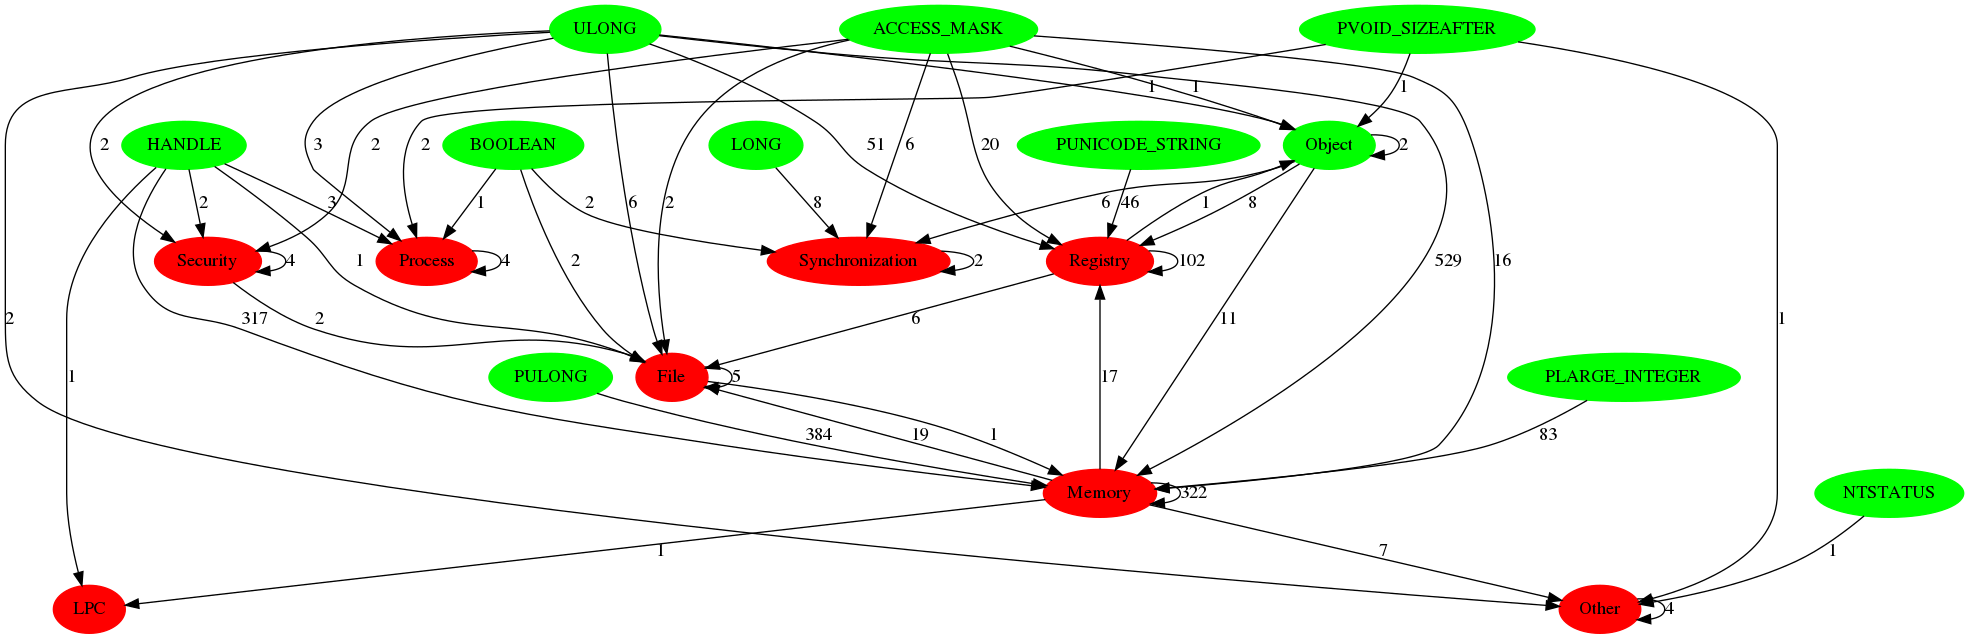 ULONG ACCESS_MASK PVOID_SIZEAFTER
1 1 1
HANDLE 2 3 BOOLEAN 2 2 LONG 6 51 20 PUNICODE_STRING Object 2
2 3 1 2 8 6 2 6 46 1 8
Security 4 Process 4 1 2 Synchronization 2 Registry 102 529 16
317 2 6 11 1
PULONG File 5 17 PLARGE_INTEGER
1 384 19 1 83
Memory 322 NTSTATUS
2
1 7 1
LPC Other 4